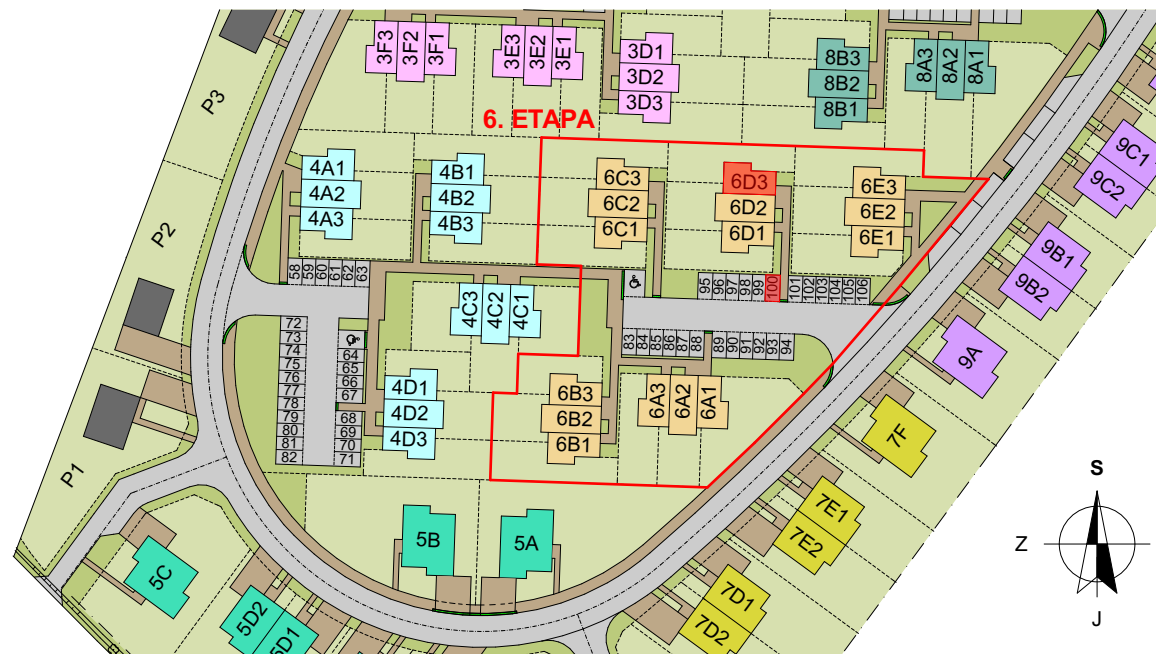 3F3
3F2
3F1
3E3
3E2
3E1
3D1
3D2
3D3
8B3
8B2
8B1
8A3
8A2
8A1
P3
6. ETAPA
4A1
4A2
4A3
4B1
4B2
4B3
6C3
6C2
6C1
6D3
6D2
6D1
6E3
6E2
6E1
9C1
9C2
P2
9B1
9B2
58
59
60
61
62
63
95
96
97
98
99
100
101
102
103
104
105
106
4C3
4C2
4C1
72
73
74
75
76
77
78
79
80
81
82
64
65
66
67
68
69
70
71
83
84
85
86
87
88
89
90
91
92
93
94
9A
4D1
4D2
4D3
6B3
6B2
6B1
6A3
6A2
6A1
7F
P1
7E1
7E2
5B
5A
5C
5D2
5D1
7D1
7D2
S
Z
J